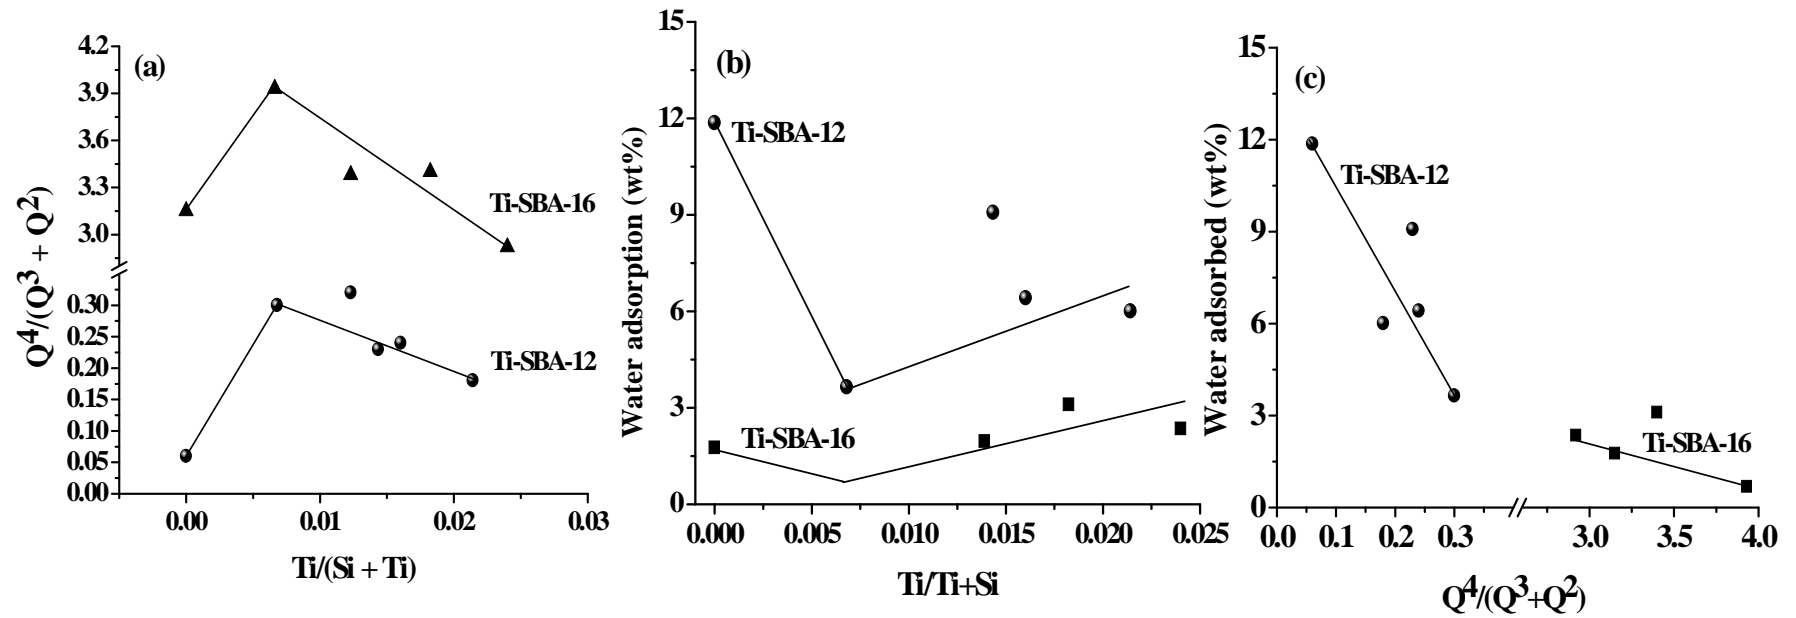 (a)
4.2
3.9
3.6
3.3
3.0
0.30
0.25
0.20
0.15
0.10
0.05
0.00
Q⁴/(Q³ + Q²)
Ti-SBA-16
Ti-SBA-12
0.00 0.01 0.02 0.03
Ti/(Si + Ti)
(b)
15
12
9
6
3
0
Water adsorption (wt%)
Ti-SBA-12
Ti-SBA-16
0.000 0.005 0.010 0.015 0.020 0.025
Ti/Ti+Si
(c)
15
12
9
6
3
0
Water adsorbed (wt%)
Ti-SBA-12
Ti-SBA-16
0.0 0.1 0.2 0.3 3.0 3.5 4.0
Q⁴/(Q³+Q²)